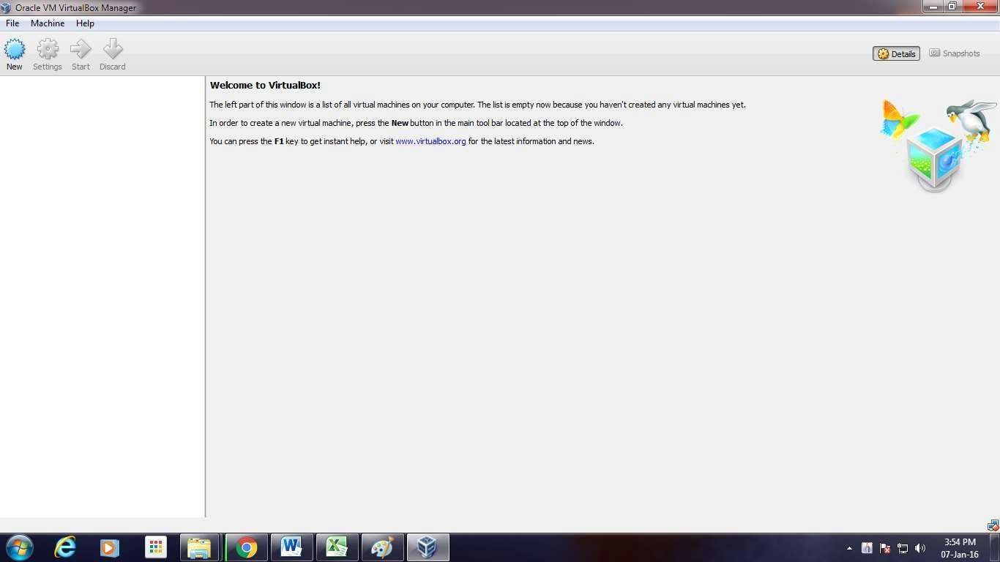 Oracle VM VirtualBox Manager
File Machine Help
New Settings Start Discard
Details Snapshots
Welcome to VirtualBox!
The left part of this window is a list of all virtual machines on your computer. The list is empty now because you haven't created any virtual machines yet.
In order to create a new virtual machine, press the New button in the main tool bar located at the top of the window.
You can press the F1 key to get instant help, or visit www.virtualbox.org for the latest information and news.
3:54 PM
07-Jan-16